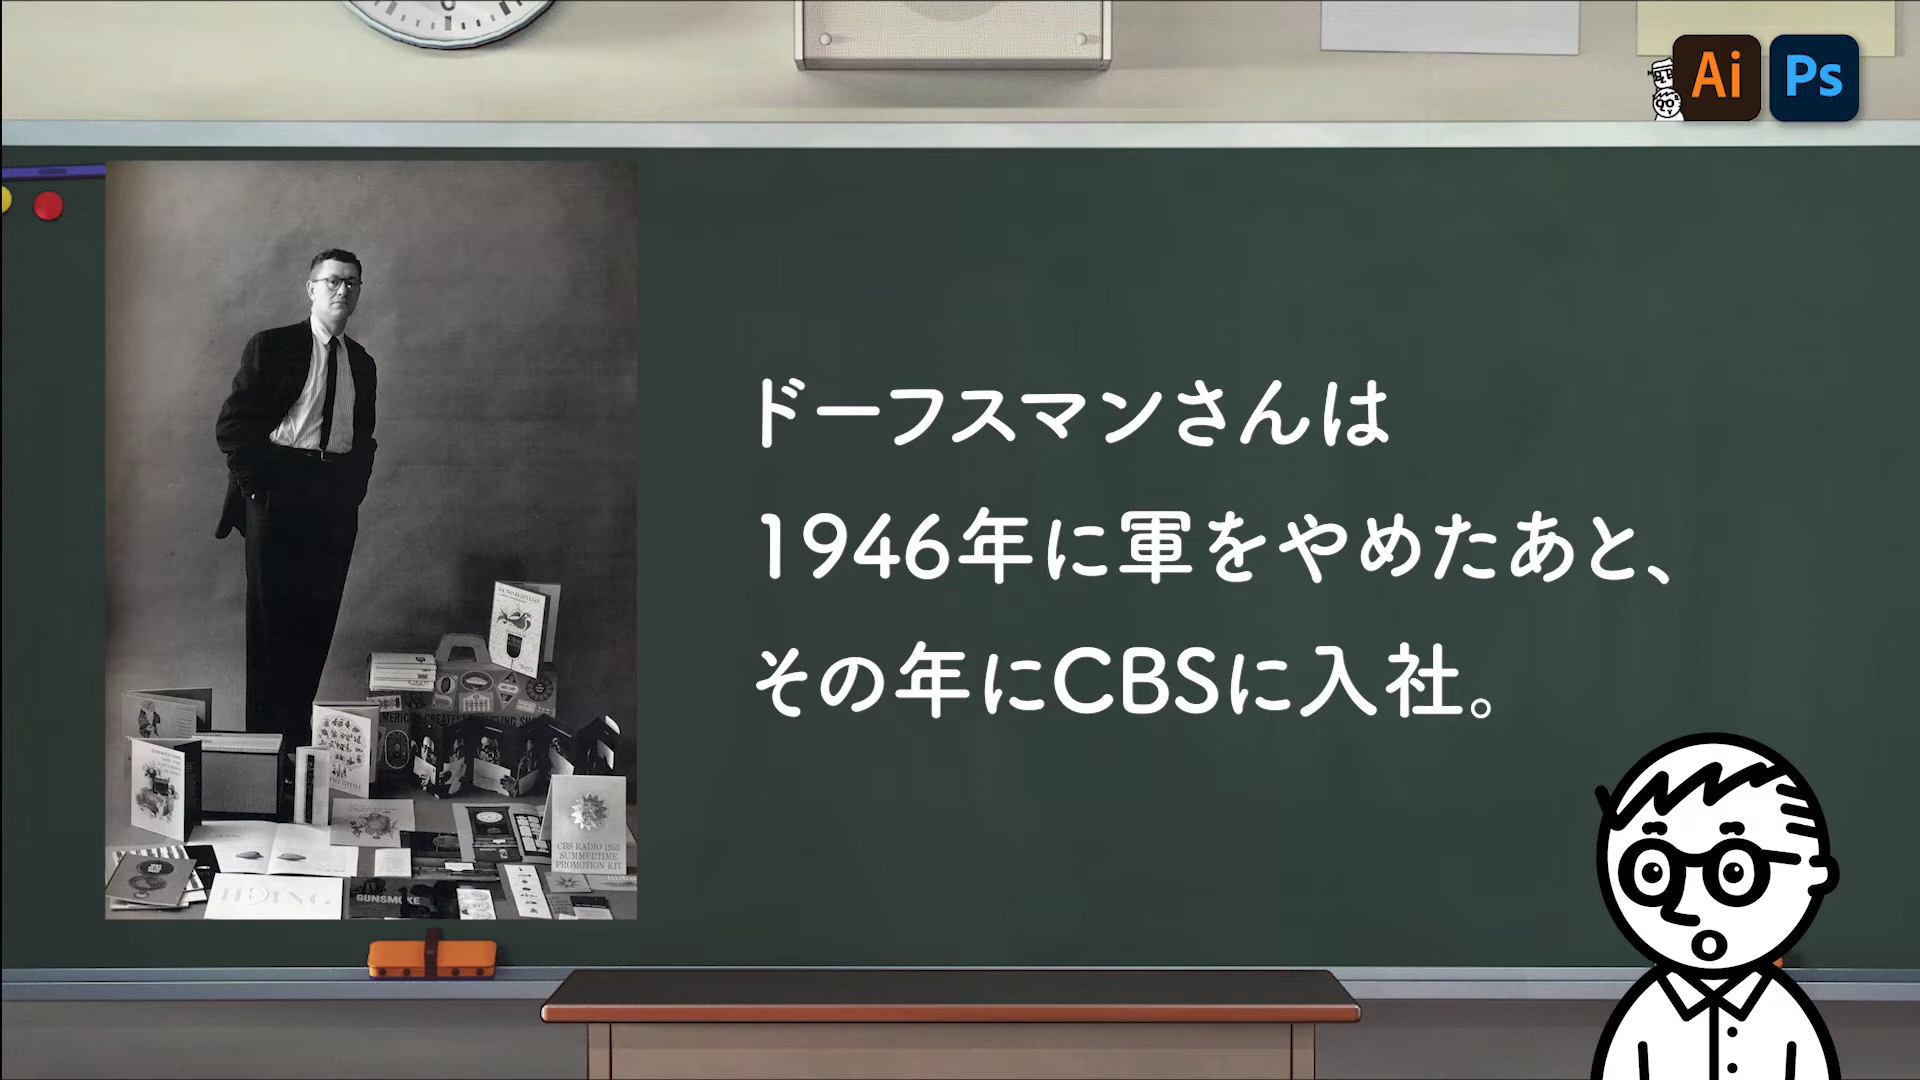 Ai Ps
ドーフスマンさんは
1946年に軍をやめたあと、
その年にCBSに入社。
SUMMERTIME
CBS RADIO 1955
SUMMERTIME
PROMOTION KIT
GUNSMOKE